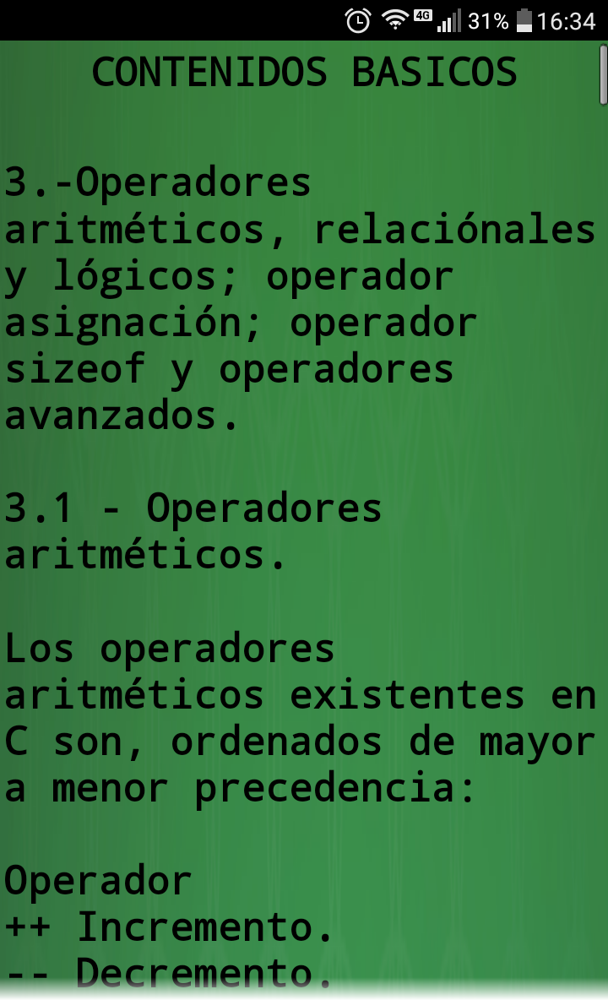 4G 31% 16:34
CONTENIDOS BASICOS
3.-Operadores
aritméticos, relaciónales
y lógicos; operador
asignación; operador
sizeof y operadores
avanzados.
3.1 - Operadores
aritméticos.
Los operadores
aritméticos existentes en
C son, ordenados de mayor
a menor precedencia:
Operador
++ Incremento.
-- Decremento.